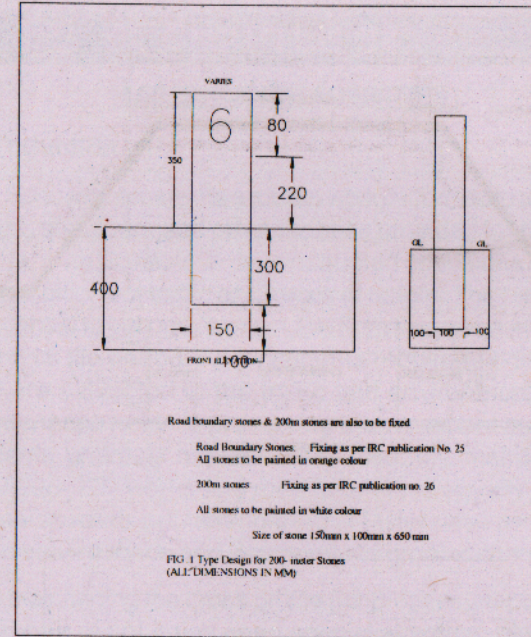 VARIES
6
80
350
220
GL
GL
400
300
150
100
100
100
FRONT ELEVATION
100
Road boundary stones & 200m stones are also to be fixed
Road Boundary Stones. Fixing as per IRC publication No. 25
All stones to be painted in orange colour
200m stones Fixing as per IRC publication no. 26
All stones to be painted in white colour
Size of stone 150mm x 100mm x 650 mm
FIG. 1 Type Design for 200- meter Stones
(ALL DIMENSIONS IN MM)